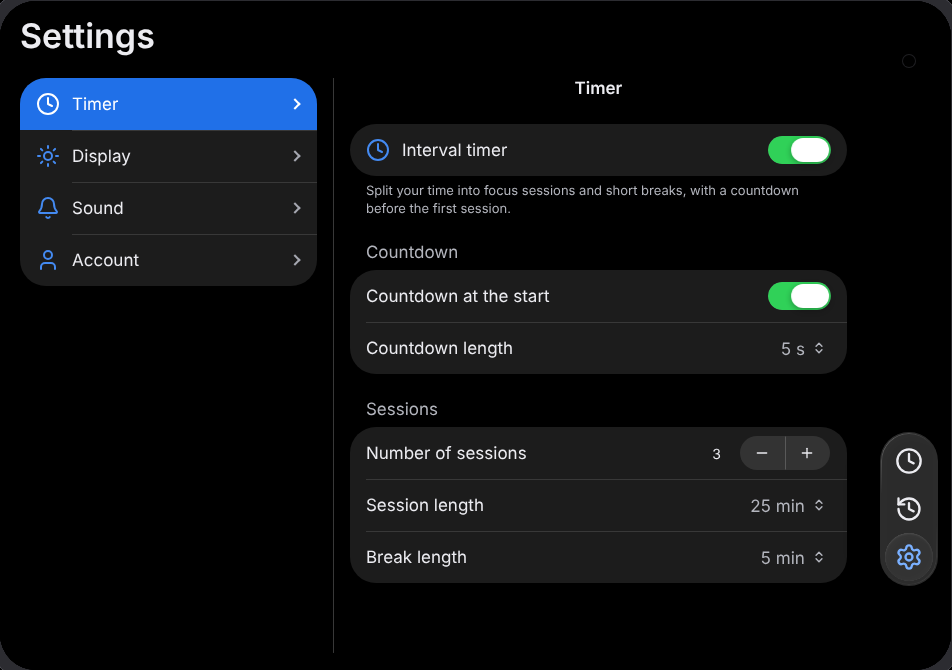 Settings
Timer
Display
Sound
Account
Timer
Interval timer
Split your time into focus sessions and short breaks, with a countdown
before the first session.
Countdown
Countdown at the start
Countdown length 5 s
Sessions
Number of sessions 3 − +
Session length 25 min
Break length 5 min